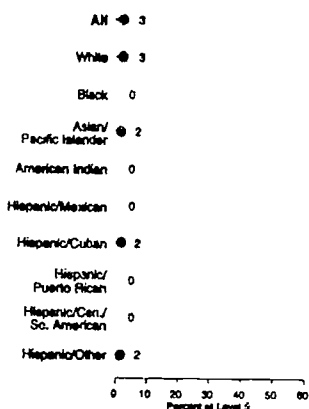 All 3
White 3
Black 0
Asian/
Pacific Islander 2
American Indian 0
Hispanic/Mexican 0
Hispanic/Cuban 2
Hispanic/
Puerto Rican 0
Hispanic/Cen./
So. American 0
Hispanic/Other 2
0 10 20 30 40 50 60
Percent at Level